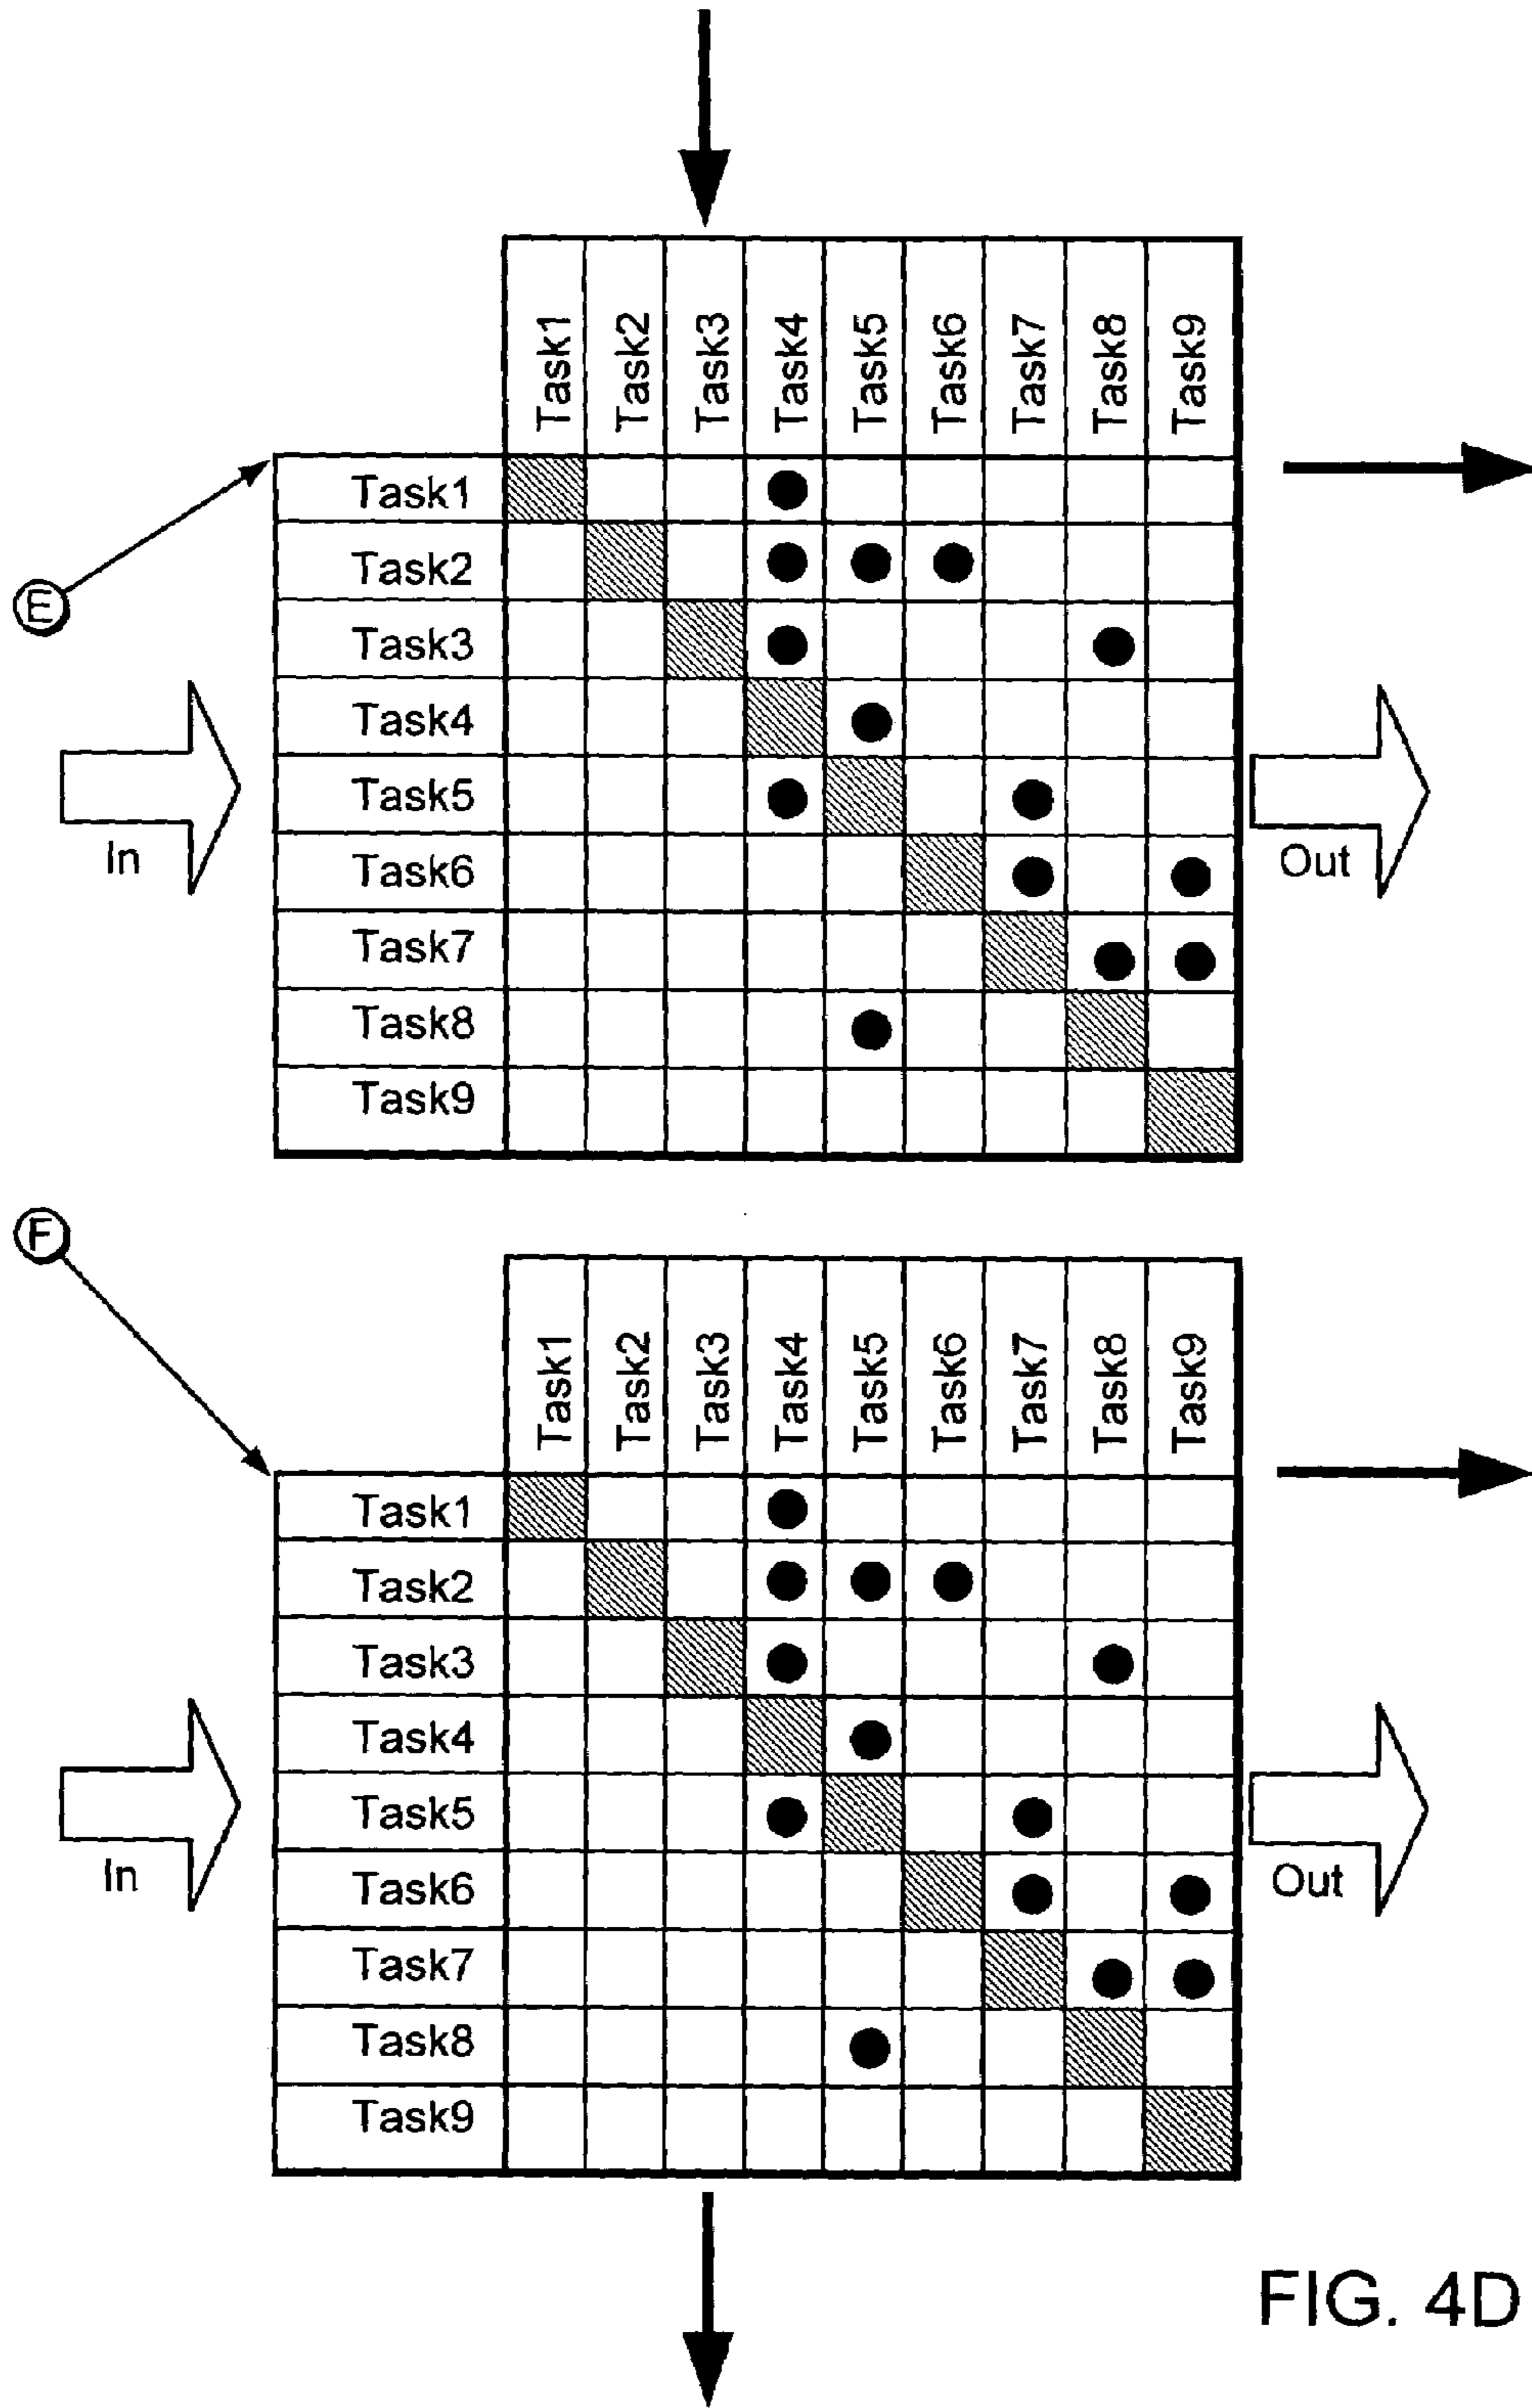 Task1 Task2 Task3 Task4 Task5 Task6 Task7 Task8 Task9
Task1
E
Task2
Task3
Task4
Task5
In
Task6
Out
Task7
Task8
Task9
F
Task1 Task2 Task3 Task4 Task5 Task6 Task7 Task8 Task9
Task1
Task2
Task3
Task4
Task5
In
Task6
Out
Task7
Task8
Task9
FIG. 4D